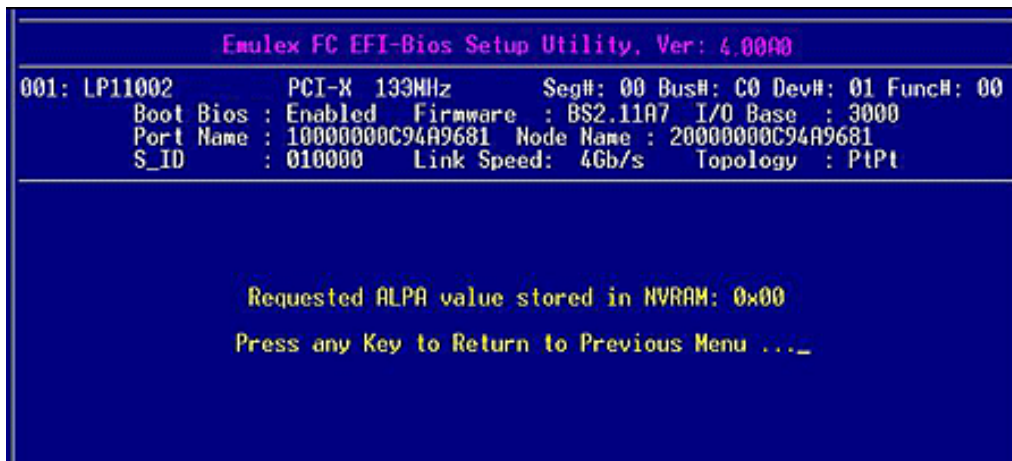 Emulex FC EFI-Bios Setup Utility, Ver: 4.00A0
001: LP11002 PCI-X 133MHz Seg#: 00 Bus#: C0 Dev#: 01 Func#: 00
Boot Bios : Enabled Firmware : BS2.11A7 I/O Base : 3000
Port Name : 10000000C94A9681 Node Name : 20000000C94A9681
S_ID : 010000 Link Speed: 4Gb/s Topology : PtPt
Requested ALPA value stored in NVRAM: 0x00
Press any Key to Return to Previous Menu ..._